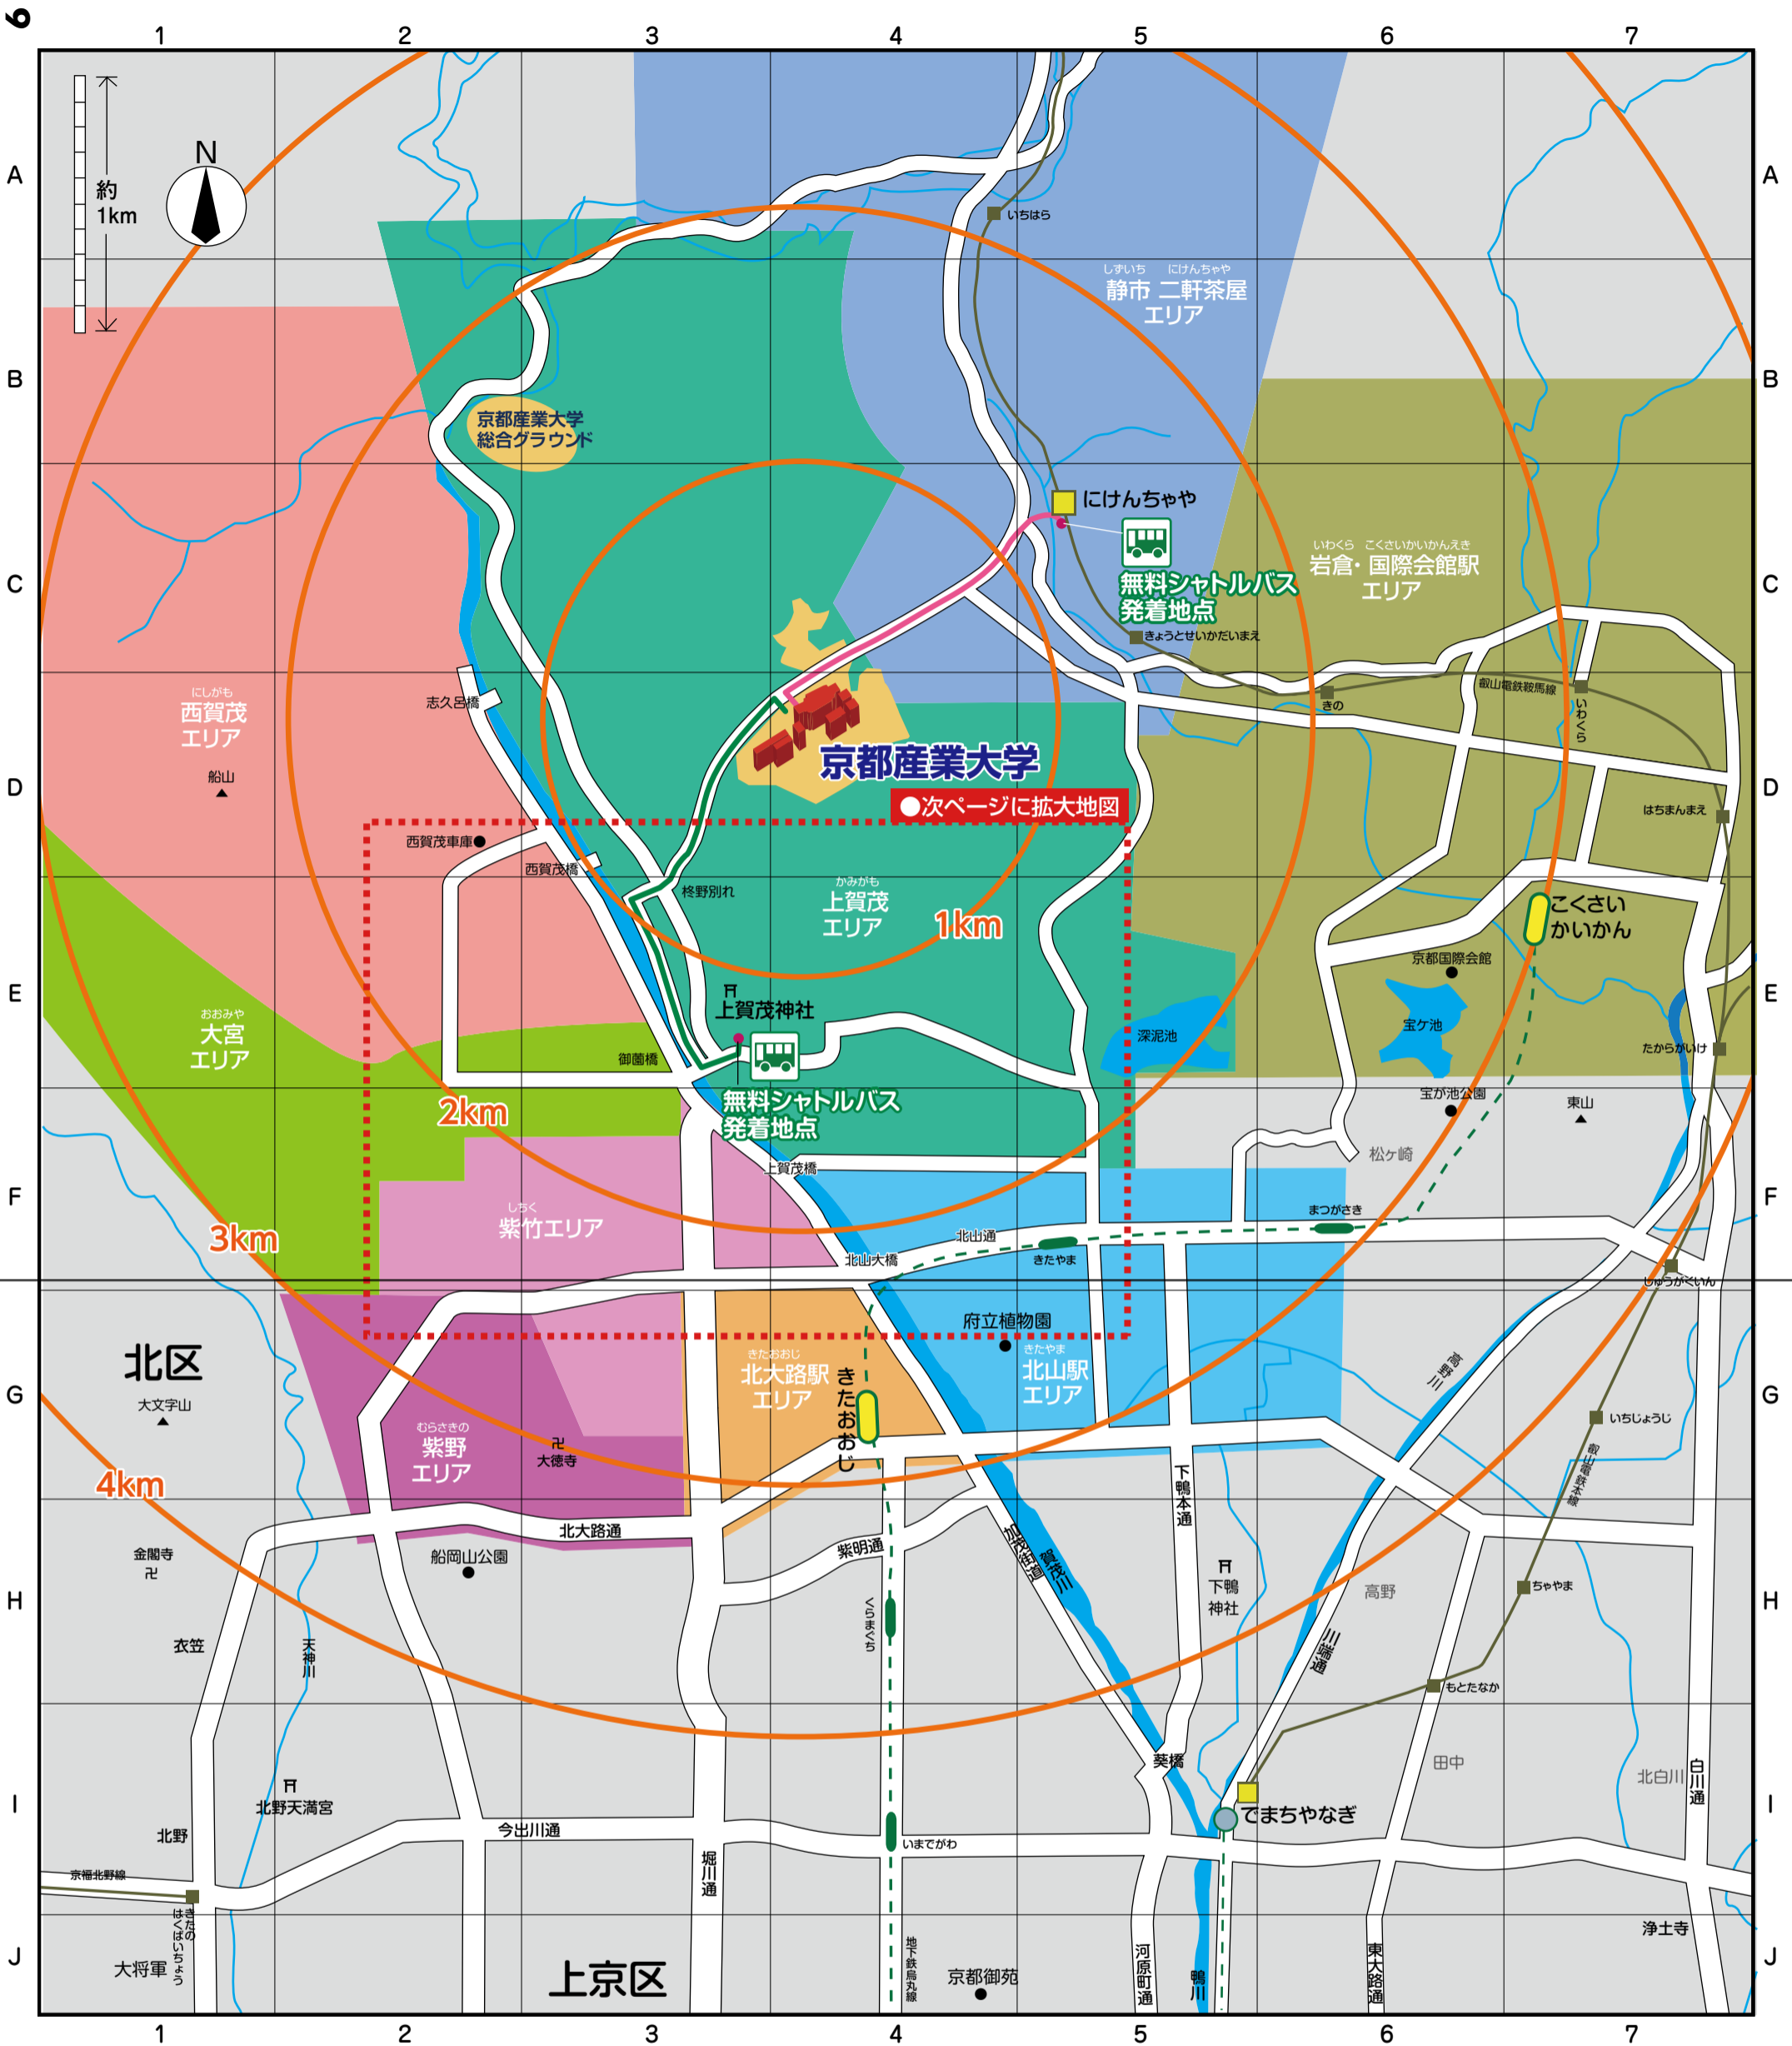 6
1 2 3 4 5 6 7
A
B
C
D
E
F
G
H
I
J
A
B
C
D
E
F
G
H
I
J
N
約
1km
いちはら
しずいち にけんちゃや
静市 二軒茶屋
エリア
京都産業大学
総合グラウンド
にけんちゃや
無料シャトルバス
発着地点
きょうとせいかだいまえ
いわくら こくさいかいかんえき
岩倉・国際会館駅
エリア
叡山電鉄鞍馬線
きの
いわくら
はちまんまえ
にしがも
西賀茂
エリア
船山
志久呂橋
京都産業大学
●次ページに拡大地図
西賀茂車庫
西賀茂橋
柊野別れ
かみがも
上賀茂
エリア
1km
こくさい
かいかん
京都国際会館
宝ケ池
たからがいけ
宝が池公園
東山
松ヶ崎
深泥池
おおみや
大宮
エリア
上賀茂神社
御薗橋
2km
無料シャトルバス
発着地点
上賀茂橋
しちく
紫竹エリア
3km
北山大橋
北山通
きたやま
まつがさき
しゅうがくいん
北区
大文字山
府立植物園
きたやま
北山駅
エリア
きたおおじ
北大路駅
エリア
きたおおじ
むらさきの
紫野
エリア
大徳寺
4km
高野川
いちじょうじ
叡山電鉄本線
下鴨本通
北大路通
船岡山公園
紫明通
加茂街道
賀茂川
金閣寺
衣笠
天神川
くらまぐち
下鴨
神社
高野
川端通
ちゃやま
もとたなか
田中
北白川
白川通
葵橋
でまちやなぎ
北野天満宮
北野
今出川通
いまでがわ
京福北野線
きたの
はくばいちょう
大将軍
堀川通
上京区
地下鉄烏丸線
京都御苑
河原町通
鴨川
東大路通
浄土寺
1 2 3 4 5 6 7